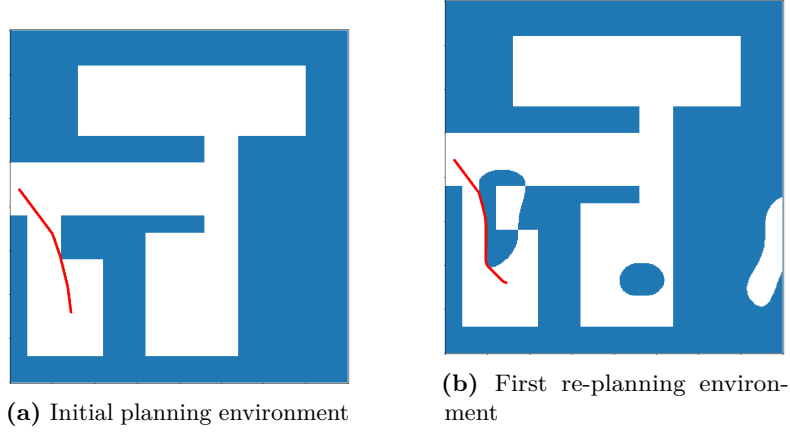 (a) Initial planning environment
(b) First re-planning environ-
ment